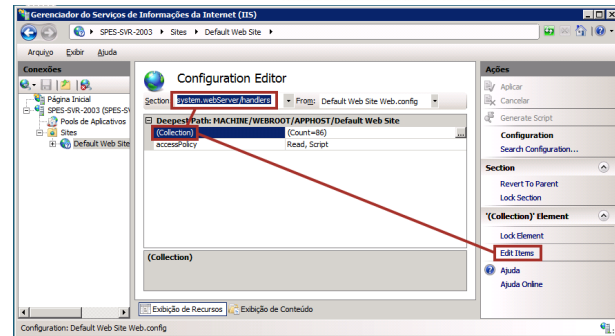 Gerenciador do Serviços de Informações da Internet (IIS)
SPES-SVR-2003 Sites Default Web Site
Arquivo Exibir Ajuda
Conexões
Página Inicial
SPES-SVR-2003 (SPES-SV
Pools de Aplicativos
Sites
Default Web Site
Configuration Editor
Section: system.webServer/handlers From: Default Web Site Web.config
Deepest Path: MACHINE/WEBROOT/APPHOST/Default Web Site
(Collection) (Count=86) ...
accessPolicy Read, Script
(Collection)
Exibição de Recursos Exibição de Conteúdo
Ações
Aplicar
Cancelar
Generate Script
Configuration
Search Configuration...
Section
Revert To Parent
Lock Section
'(Collection)' Element
Lock Element
Edit Items
Ajuda
Ajuda Online
Configuration: Default Web Site Web.config